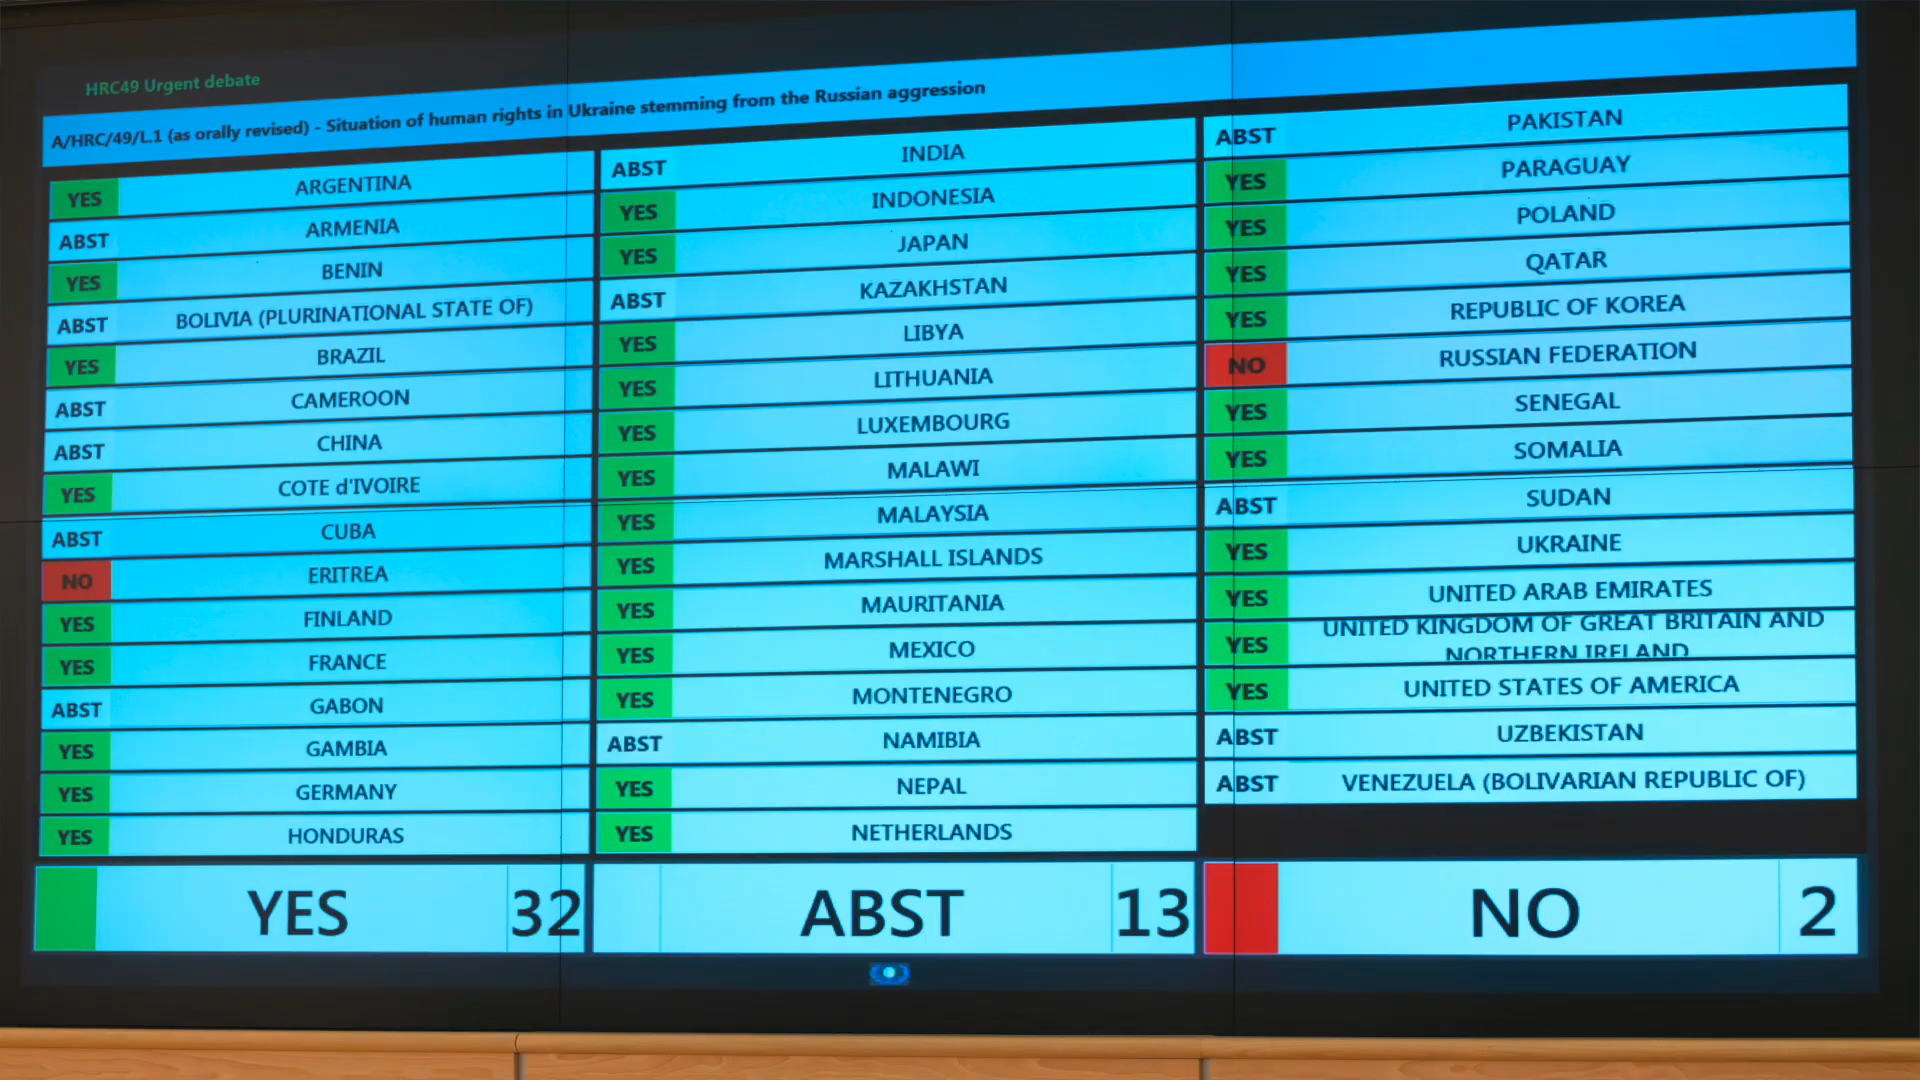 HRC49 Urgent debate
A/HRC/49/L.1 (as orally revised) - Situation of human rights in Ukraine stemming from the Russian aggression
YES ARGENTINA
ABST ARMENIA
YES BENIN
ABST BOLIVIA (PLURINATIONAL STATE OF)
YES BRAZIL
ABST CAMEROON
ABST CHINA
YES COTE d'IVOIRE
ABST CUBA
NO ERITREA
YES FINLAND
YES FRANCE
ABST GABON
YES GAMBIA
YES GERMANY
YES HONDURAS
ABST INDIA
YES INDONESIA
YES JAPAN
ABST KAZAKHSTAN
YES LIBYA
YES LITHUANIA
YES LUXEMBOURG
YES MALAWI
YES MALAYSIA
YES MARSHALL ISLANDS
YES MAURITANIA
YES MEXICO
YES MONTENEGRO
ABST NAMIBIA
YES NEPAL
YES NETHERLANDS
ABST PAKISTAN
YES PARAGUAY
YES POLAND
YES QATAR
YES REPUBLIC OF KOREA
NO RUSSIAN FEDERATION
YES SENEGAL
YES SOMALIA
ABST SUDAN
YES UKRAINE
YES UNITED ARAB EMIRATES
YES UNITED KINGDOM OF GREAT BRITAIN AND
NORTHERN IRELAND
YES UNITED STATES OF AMERICA
ABST UZBEKISTAN
ABST VENEZUELA (BOLIVARIAN REPUBLIC OF)
YES 32 ABST 13 NO 2